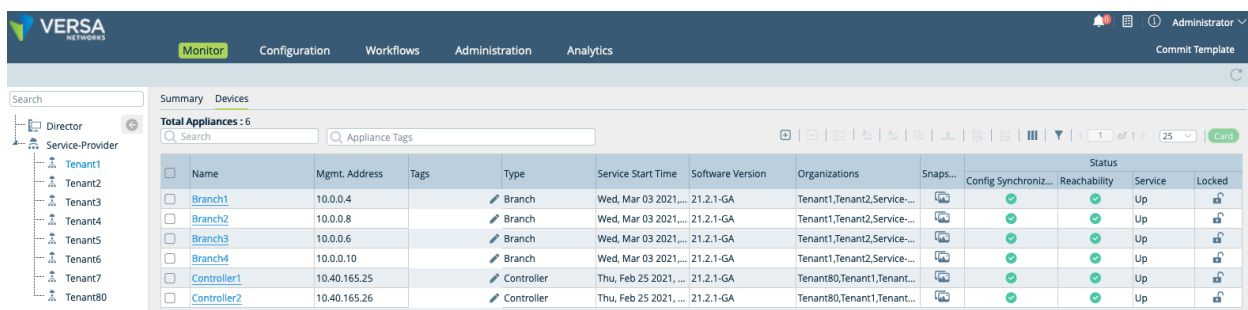 VERSA
NETWORKS
0 Administrator
Monitor Configuration Workflows Administration Analytics Commit Template
Search
Director
Service-Provider
Tenant1
Tenant2
Tenant3
Tenant4
Tenant5
Tenant6
Tenant7
Tenant80
Summary Devices
Total Appliances : 6
Search Appliance Tags 1 of 1 25 Card
Name Mgmt. Address Tags Type Service Start Time Software Version Organizations Snaps... Status
Config Synchroniz... Reachability Service Locked
Branch1 10.0.0.4 Branch Wed, Mar 03 2021,... 21.2.1-GA Tenant1,Tenant2,Service-... Up
Branch2 10.0.0.8 Branch Wed, Mar 03 2021,... 21.2.1-GA Tenant1,Tenant2,Service-... Up
Branch3 10.0.0.6 Branch Wed, Mar 03 2021,... 21.2.1-GA Tenant1,Tenant2,Service-... Up
Branch4 10.0.0.10 Branch Wed, Mar 03 2021,... 21.2.1-GA Tenant1,Tenant2,Service-... Up
Controller1 10.40.165.25 Controller Thu, Feb 25 2021, ... 21.2.1-GA Tenant80,Tenant1,Tenant... Up
Controller2 10.40.165.26 Controller Thu, Feb 25 2021, ... 21.2.1-GA Tenant80,Tenant1,Tenant... Up